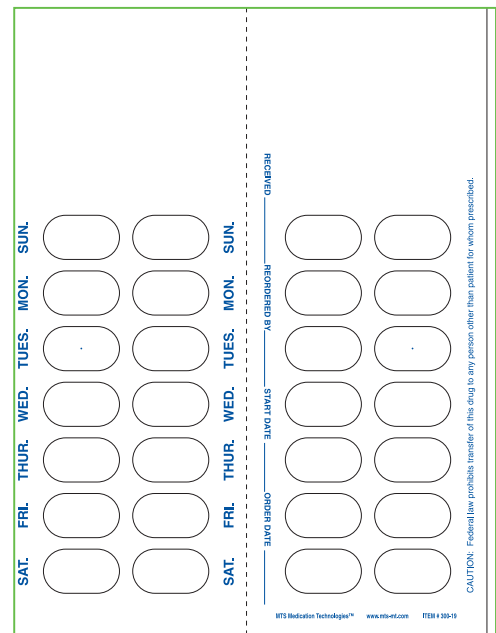 SUN.
MON.
TUES.
WED.
THUR.
FRI.
SAT.
SUN.
MON.
TUES.
WED.
THUR.
FRI.
SAT.
RECEIVED
REORDERED BY
START DATE
ORDER DATE
CAUTION: Federal law prohibits transfer of this drug to any person other than patient for whom prescribed.
MTS Medication Technologies™ www.mts-mt.com ITEM # 300-19